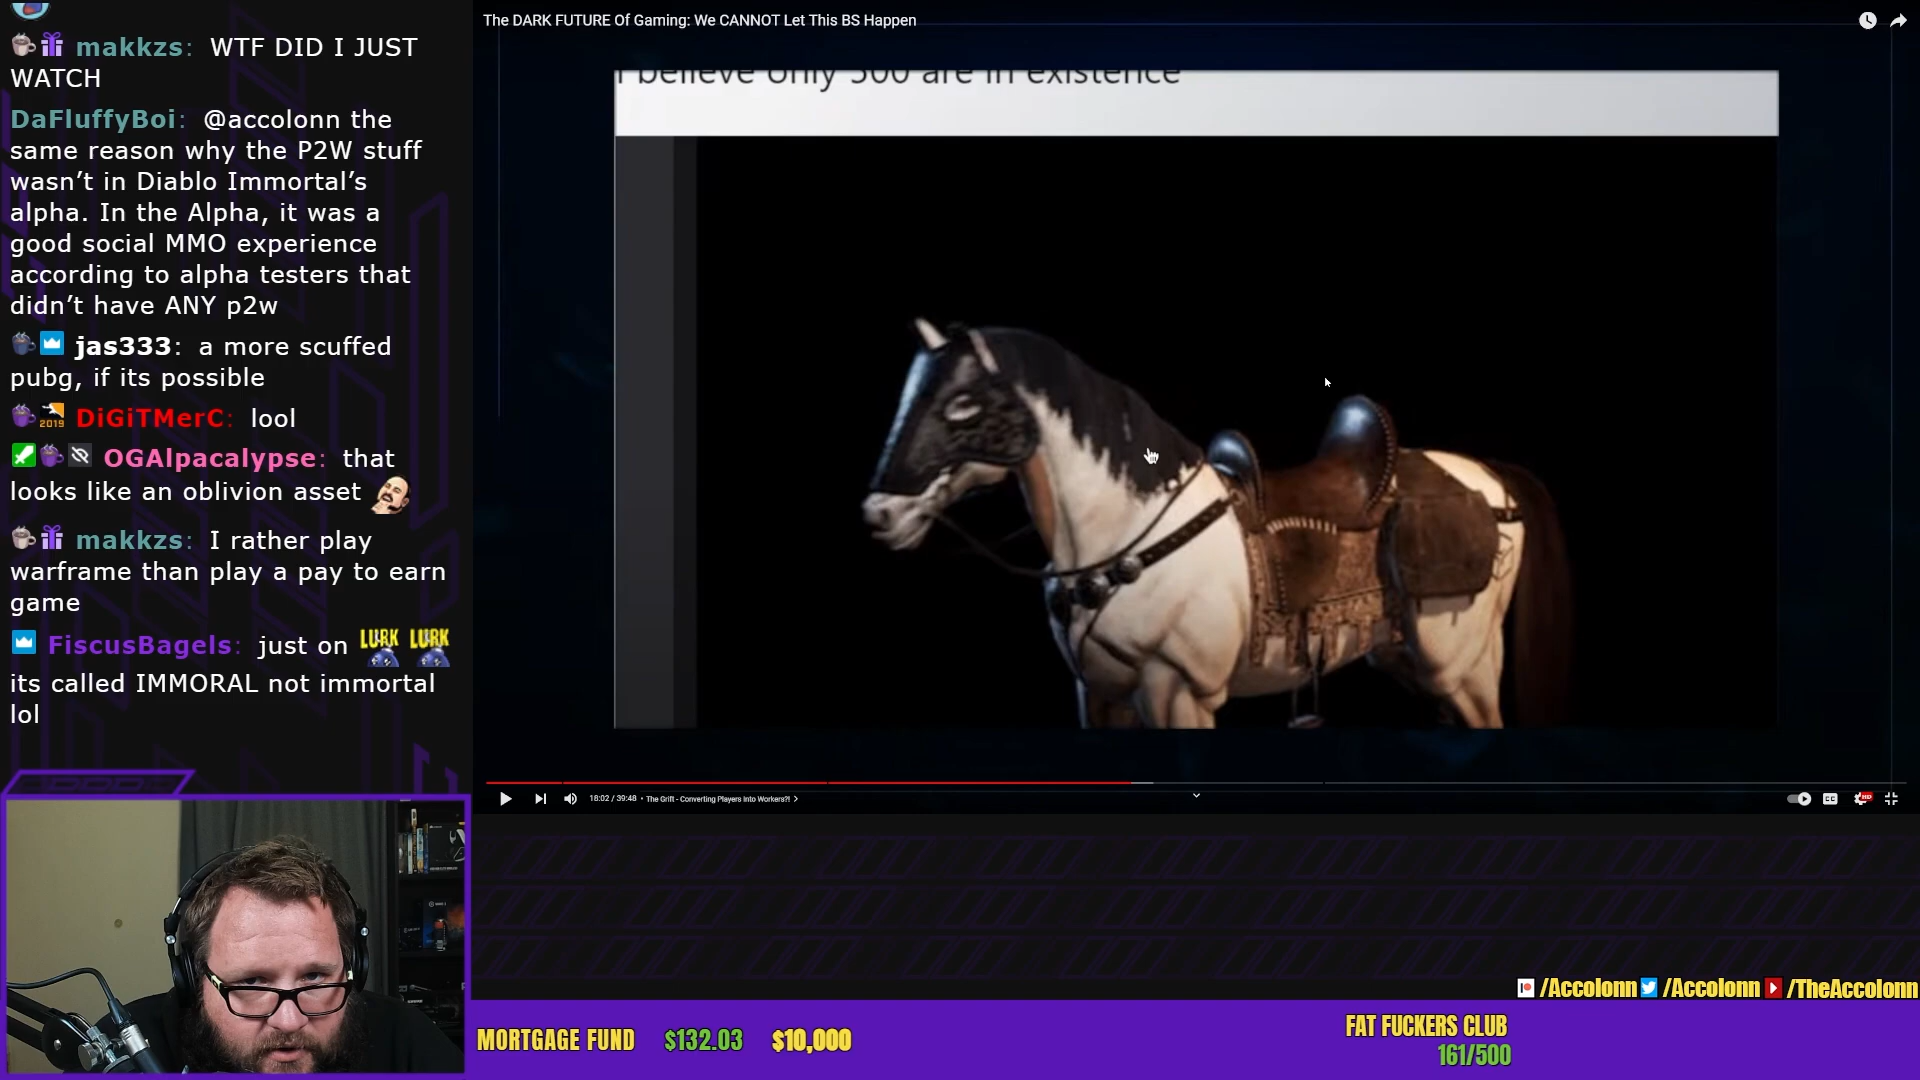 makkzs: WTF DID I JUST
WATCH
DaFluffyBoi: @accolonn the
same reason why the P2W stuff
wasn’t in Diablo Immortal’s
alpha. In the Alpha, it was a
good social MMO experience
according to alpha testers that
didn’t have ANY p2w
jas333: a more scuffed
pubg, if its possible
2019 DiGiTMerC: lool
OGAlpacalypse: that
looks like an oblivion asset
makkzs: I rather play
warframe than play a pay to earn
game
FiscusBagels: just on LURK LURK
its called IMMORAL not immortal
lol
The DARK FUTURE Of Gaming: We CANNOT Let This BS Happen
I believe only 500 are in existence
18:02 / 39:48 • The Grift - Converting Players Into Workers?! >
CC
HD
/Accolonn /Accolonn /TheAccolonn
MORTGAGE FUND $132.03 $10,000
FAT FUCKERS CLUB
161/500